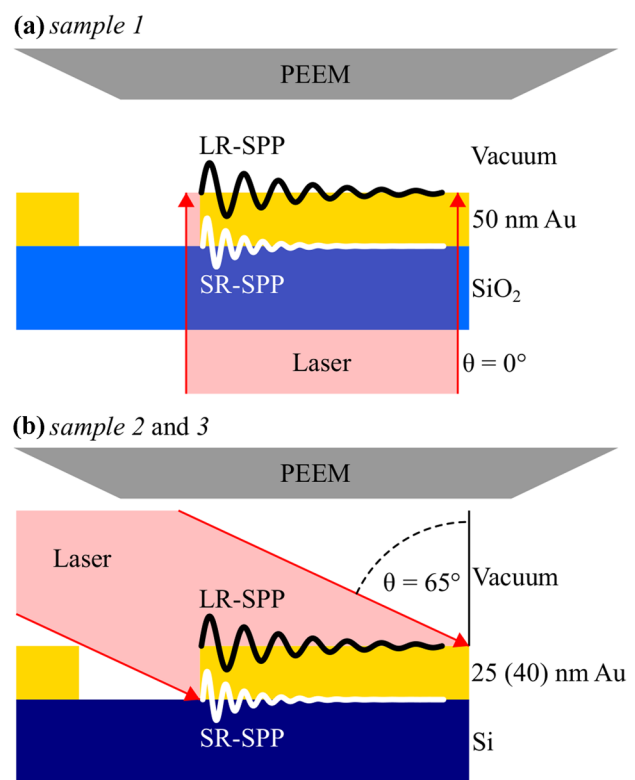 (a) sample 1
PEEM
LR-SPP
Vacuum
50 nm Au
SR-SPP
SiO₂
Laser
θ = 0°
(b) sample 2 and 3
PEEM
Laser
θ = 65°
Vacuum
LR-SPP
25 (40) nm Au
SR-SPP
Si